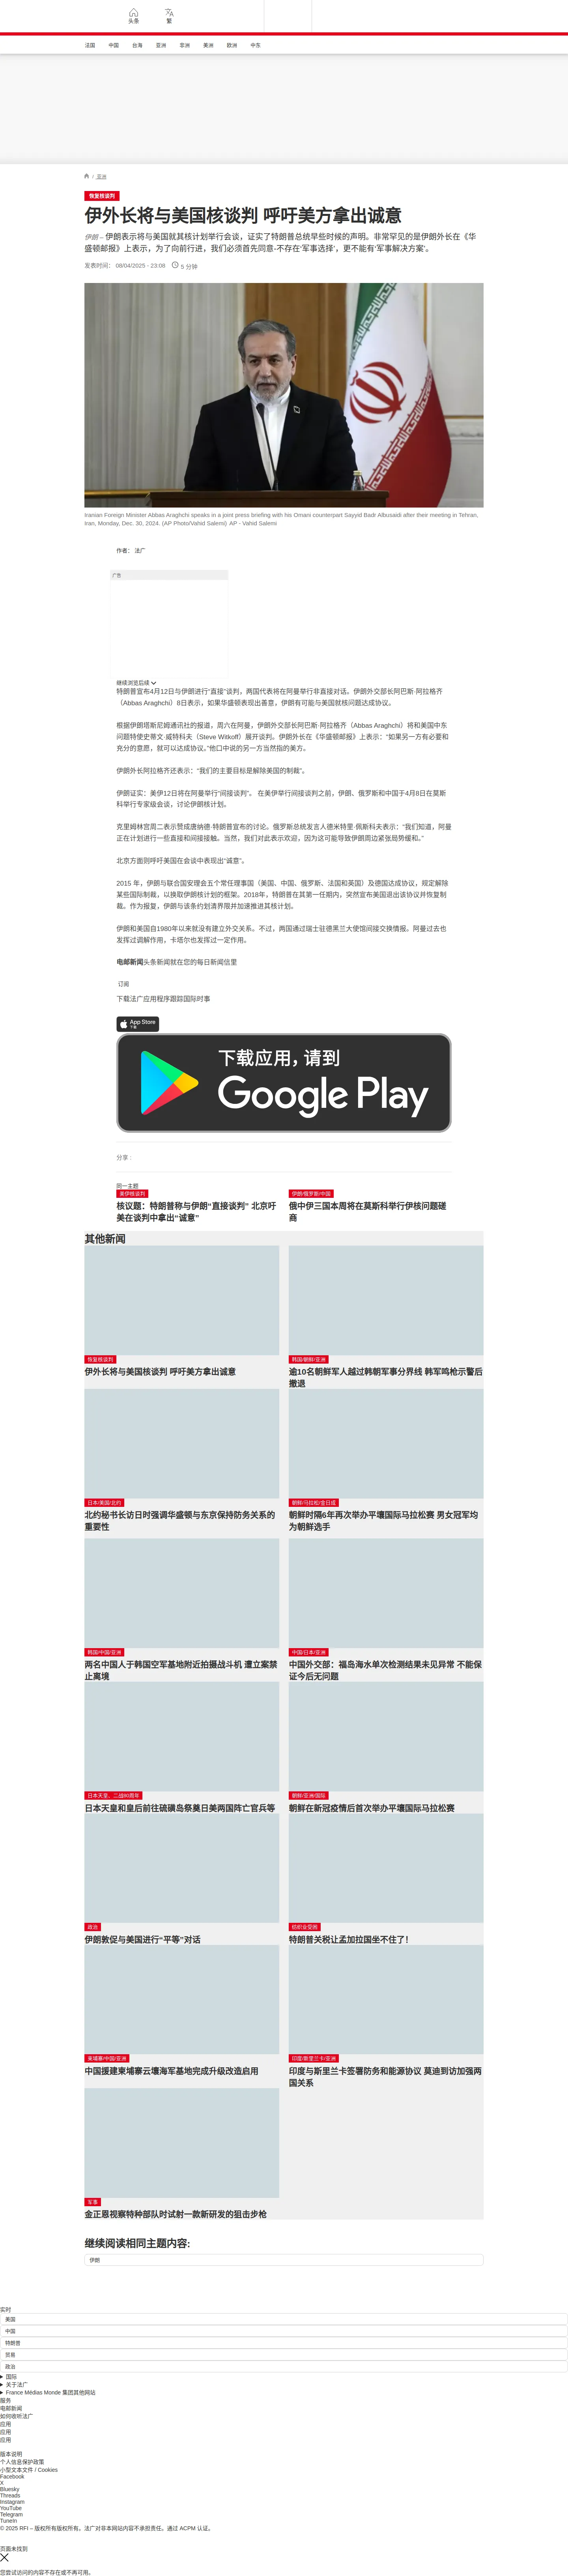 头条
繁
法国
中国
台海
亚洲
非洲
美洲
欧洲
中东
/ 亚洲
恢复核谈判
伊外长将与美国核谈判 呼吁美方拿出诚意
伊朗 – 伊朗表示将与美国就其核计划举行会谈，证实了特朗普总统早些时候的声明。非常罕见的是伊朗外长在《华
盛顿邮报》上表示，为了向前行进，我们必须首先同意-不存在‘军事选择’，更不能有‘军事解决方案’。
发表时间： 08/04/2025 - 23:08
5 分钟
Iranian Foreign Minister Abbas Araghchi speaks in a joint press briefing with his Omani counterpart Sayyid Badr Albusaidi after their meeting in Tehran,
Iran, Monday, Dec. 30, 2024. (AP Photo/Vahid Salemi) AP - Vahid Salemi
作者： 法广
广告
继续浏览后续
特朗普宣布4月12日与伊朗进行“直接”谈判，两国代表将在阿曼举行非直接对话。伊朗外交部长阿巴斯·阿拉格齐
（Abbas Araghchi）8日表示，如果华盛顿表现出善意，伊朗有可能与美国就核问题达成协议。
根据伊朗塔斯尼姆通讯社的报道，周六在阿曼，伊朗外交部长阿巴斯·阿拉格齐（Abbas Araghchi）将和美国中东
问题特使史蒂文·威特科夫（Steve Witkoff）展开谈判。伊朗外长在《华盛顿邮报》上表示：“如果另一方有必要和
充分的意愿，就可以达成协议。”他口中说的另一方当然指的美方。
伊朗外长阿拉格齐还表示：“我们的主要目标是解除美国的制裁”。
伊朗证实：美伊12日将在阿曼举行“间接谈判”。 在美伊举行间接谈判之前，伊朗、俄罗斯和中国于4月8日在莫斯
科举行专家级会谈，讨论伊朗核计划。
克里姆林宫周二表示赞成唐纳德·特朗普宣布的讨论。俄罗斯总统发言人德米特里·佩斯科夫表示：“我们知道，阿曼
正在计划进行一些直接和间接接触。当然，我们对此表示欢迎，因为这可能导致伊朗周边紧张局势缓和。”
北京方面则呼吁美国在会谈中表现出“诚意”。
2015 年，伊朗与联合国安理会五个常任理事国（美国、中国、俄罗斯、法国和英国）及德国达成协议，规定解除
某些国际制裁，以换取伊朗核计划的框架。2018年，特朗普在其第一任期内，突然宣布美国退出该协议并恢复制
裁。作为报复，伊朗与该条约划清界限并加速推进其核计划。
伊朗和美国自1980年以来就没有建立外交关系。不过，两国通过瑞士驻德黑兰大使馆间接交换情报。阿曼过去也
发挥过调解作用，卡塔尔也发挥过一定作用。
电邮新闻头条新闻就在您的每日新闻信里
订阅
下载法广应用程序跟踪国际时事
App Store
下载
下载应用，请到
Google Play
分享 :
同一主题
美伊核谈判
核议题：特朗普称与伊朗“直接谈判” 北京吁
美在谈判中拿出“诚意”
伊朗/俄罗斯/中国
俄中伊三国本周将在莫斯科举行伊核问题磋
商
其他新闻
恢复核谈判
伊外长将与美国核谈判 呼吁美方拿出诚意
韩国/朝鲜/亚洲
逾10名朝鲜军人越过韩朝军事分界线 韩军鸣枪示警后
撤退
日本/美国/北约
北约秘书长访日时强调华盛顿与东京保持防务关系的
重要性
朝鲜/马拉松/金日成
朝鲜时隔6年再次举办平壤国际马拉松赛 男女冠军均
为朝鲜选手
韩国/中国/亚洲
两名中国人于韩国空军基地附近拍摄战斗机 遭立案禁
止离境
中国/日本/亚洲
中国外交部：福岛海水单次检测结果未见异常 不能保
证今后无问题
日本天皇、二战80周年
日本天皇和皇后前往硫磺岛祭奠日美两国阵亡官兵等
朝鲜/亚洲/国际
朝鲜在新冠疫情后首次举办平壤国际马拉松赛
政治
伊朗敦促与美国进行“平等”对话
纺织业受困
特朗普关税让孟加拉国坐不住了！
柬埔寨/中国/亚洲
中国援建柬埔寨云壤海军基地完成升级改造启用
印度/斯里兰卡/亚洲
印度与斯里兰卡签署防务和能源协议 莫迪到访加强两
国关系
军事
金正恩视察特种部队时试射一款新研发的狙击步枪
继续阅读相同主题内容:
伊朗
实时
美国
中国
特朗普
贸易
政治
国际
关于法广
France Médias Monde 集团其他网站
服务
电邮新闻
如何收听法广
应用
应用
应用
版本说明
个人信息保护政策
小型文本文件 / Cookies
Facebook
X
Bluesky
Threads
Instagram
YouTube
Telegram
TuneIn
© 2025 RFI – 版权所有版权所有。法广对非本网站内容不承担责任。通过 ACPM 认证。
页面未找到
您尝试访问的内容不存在或不再可用。